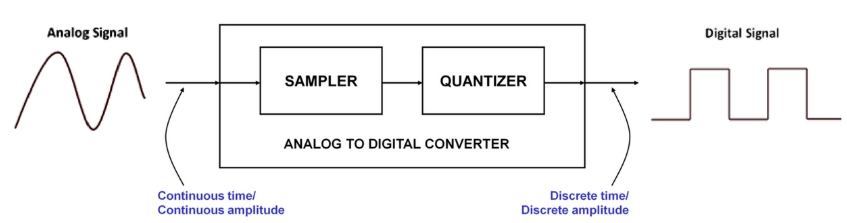 Analog Signal
Digital Signal
SAMPLER
QUANTIZER
ANALOG TO DIGITAL CONVERTER
Continuous time/
Continuous amplitude
Discrete time/
Discrete amplitude